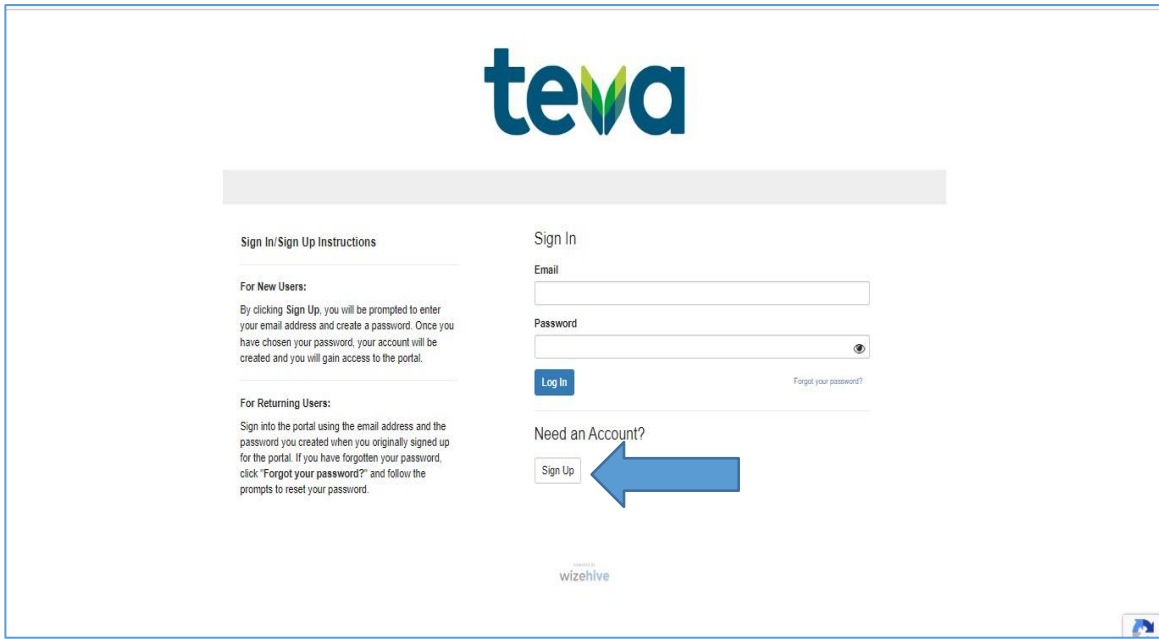 teva
Sign In/Sign Up Instructions
For New Users:
By clicking Sign Up, you will be prompted to enter
your email address and create a password. Once you
have chosen your password, your account will be
created and you will gain access to the portal.
For Returning Users:
Sign into the portal using the email address and the
password you created when you originally signed up
for the portal. If you have forgotten your password,
click "Forgot your password?" and follow the
prompts to reset your password.
Sign In
Email
Password
Log In
Forgot your password?
Need an Account?
Sign Up
wizehive